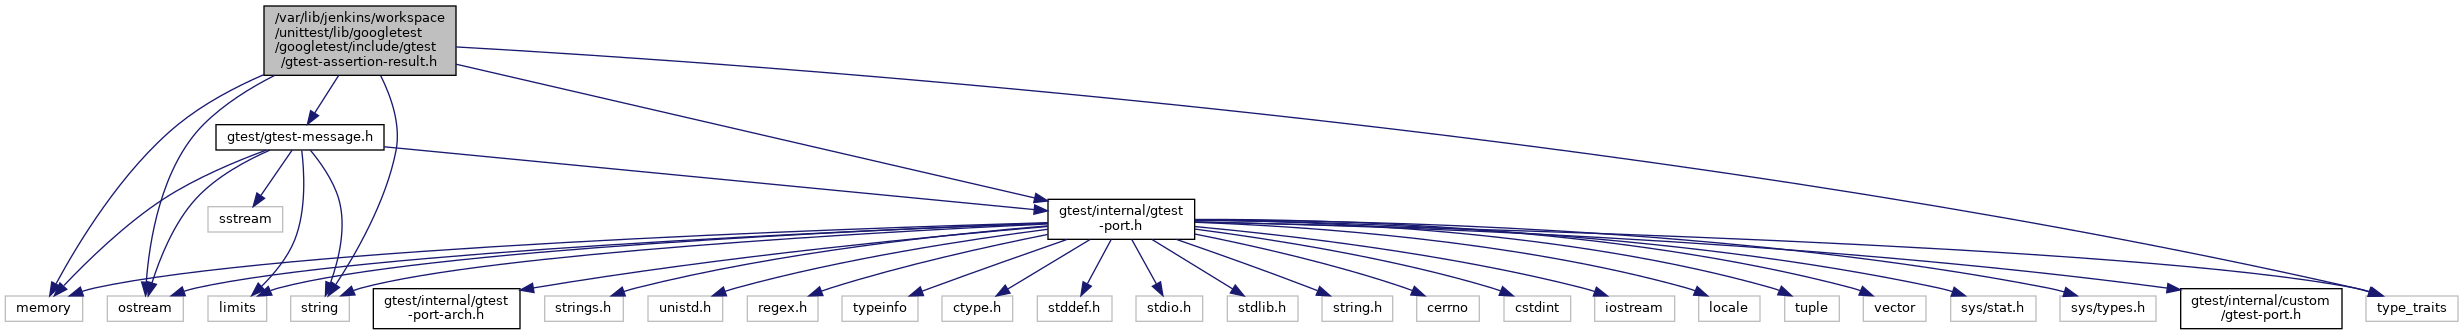 /var/lib/jenkins/workspace
/unittest/lib/googletest
/googletest/include/gtest
/gtest-assertion-result.h
gtest/gtest-message.h
sstream
gtest/internal/gtest
-port.h
memory
ostream
limits
string
gtest/internal/gtest
-port-arch.h
strings.h
unistd.h
regex.h
typeinfo
ctype.h
stddef.h
stdio.h
stdlib.h
string.h
cerrno
cstdint
iostream
locale
tuple
vector
sys/stat.h
sys/types.h
gtest/internal/custom
/gtest-port.h
type_traits